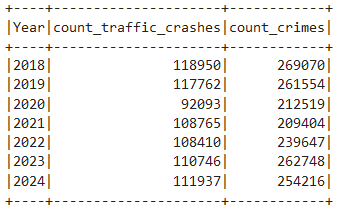 +----+---------------------+------------+
|Year|count_traffic_crashes|count_crimes|
+----+---------------------+------------+
|2018|               118950|      269070|
|2019|               117762|      261554|
|2020|                92093|      212519|
|2021|               108765|      209404|
|2022|               108410|      239647|
|2023|               110746|      262748|
|2024|               111937|      254216|
+----+---------------------+------------+